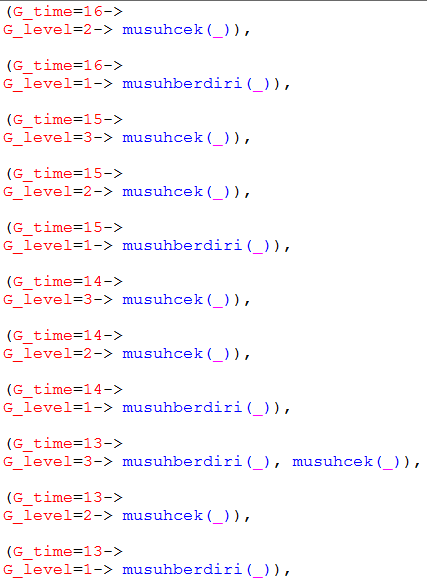 (G_time=16->
G_level=2-> musuhcek(_)),
(G_time=16->
G_level=1-> musuhberdiri(_)),
(G_time=15->
G_level=3-> musuhcek(_)),
(G_time=15->
G_level=2-> musuhcek(_)),
(G_time=15->
G_level=1-> musuhberdiri(_)),
(G_time=14->
G_level=3-> musuhcek(_)),
(G_time=14->
G_level=2-> musuhcek(_)),
(G_time=14->
G_level=1-> musuhberdiri(_)),
(G_time=13->
G_level=3-> musuhberdiri(_), musuhcek(_)),
(G_time=13->
G_level=2-> musuhcek(_)),
(G_time=13->
G_level=1-> musuhberdiri(_)),